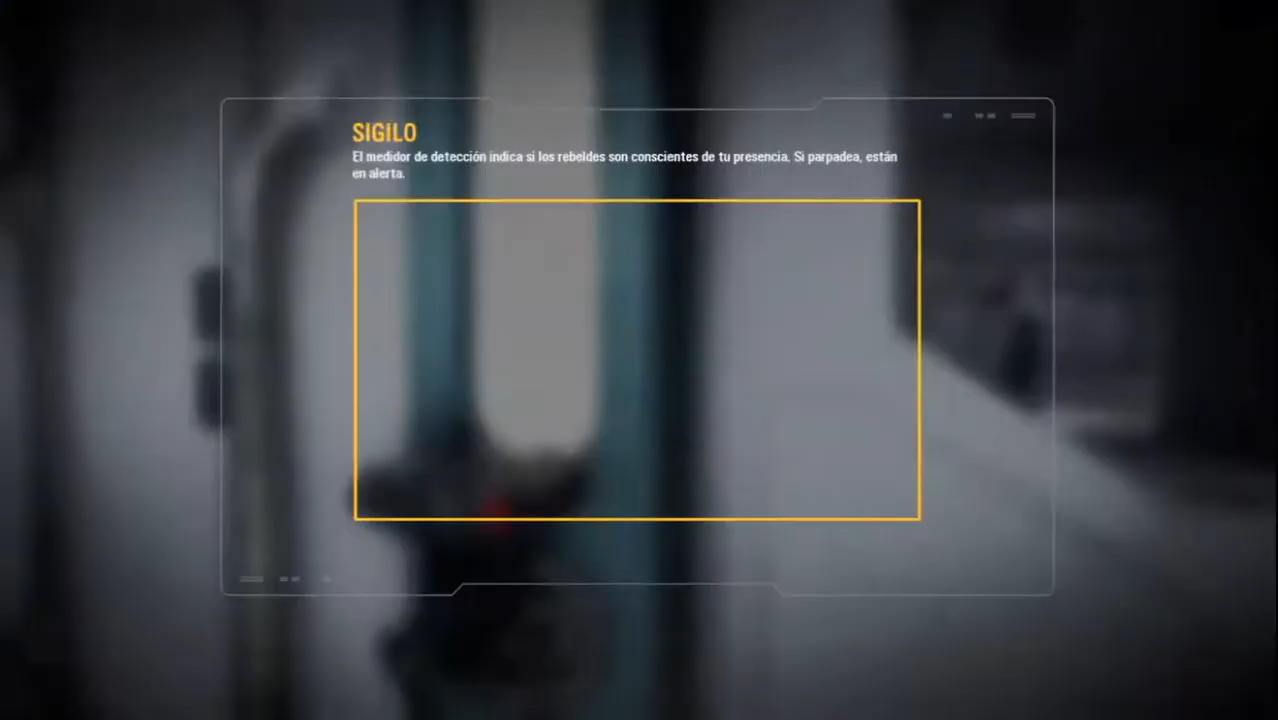 SIGILO
El medidor de detección indica si los rebeldes son conscientes de tu presencia. Si parpadea, están
en alerta.